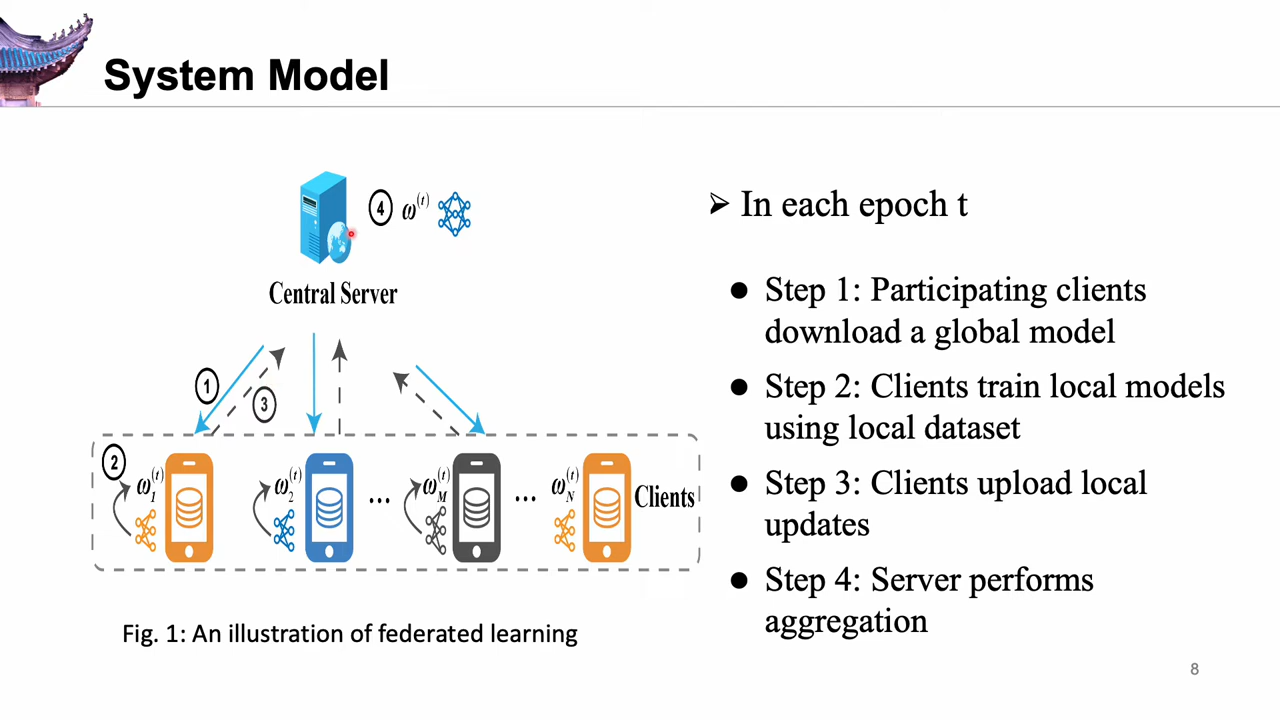 System Model
④ ω^(t)
Central Server
①
③
②
ω_1^(t)
ω_2^(t)
...
ω_M^(t)
...
ω_N^(t)
Clients
Fig. 1: An illustration of federated learning
➢ In each epoch t
● Step 1: Participating clients
download a global model
● Step 2: Clients train local models
using local dataset
● Step 3: Clients upload local
updates
● Step 4: Server performs
aggregation
8